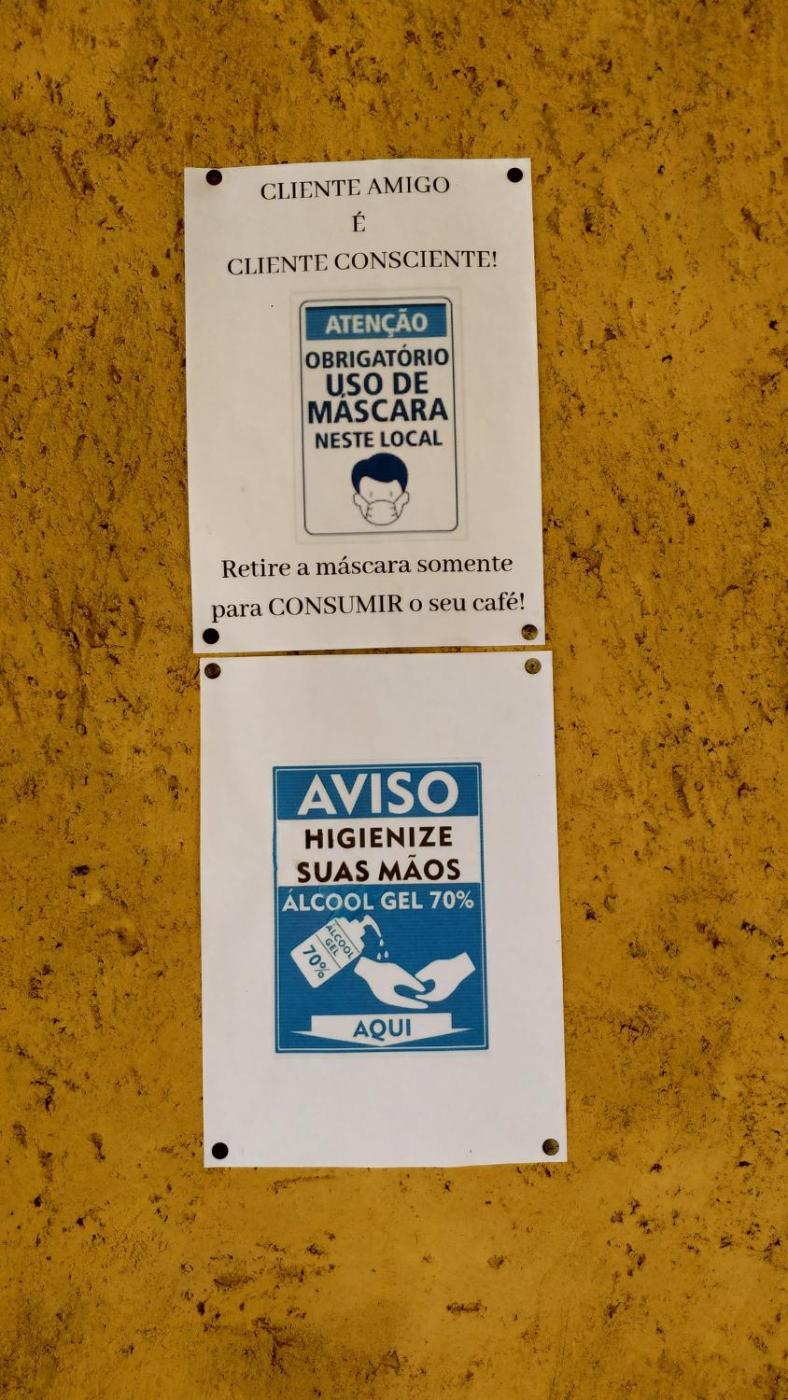 CLIENTE AMIGO
É
CLIENTE CONSCIENTE!
ATENÇÃO
OBRIGATÓRIO
USO DE
MÁSCARA
NESTE LOCAL
Retire a máscara somente
para CONSUMIR o seu café!
AVISO
HIGIENIZE
SUAS MÃOS
ÁLCOOL GEL 70%
ÁLCOOL
GEL
70%
AQUI